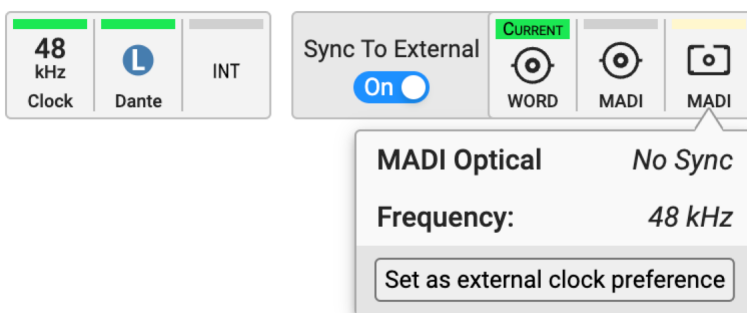 48
kHz
Clock
L
Dante
INT
Sync To External
On
CURRENT
WORD
MADI
MADI
MADI Optical No Sync
Frequency: 48 kHz
Set as external clock preference